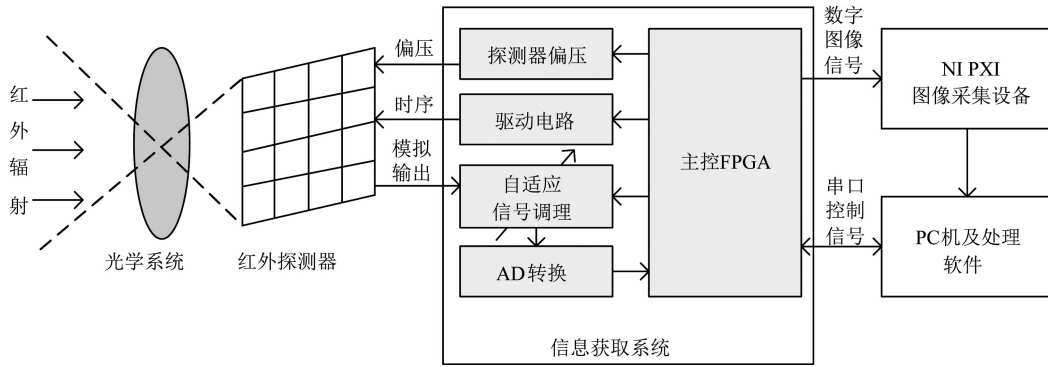 红
外
辐
射
光学系统
红外探测器
偏压
时序
模拟
输出
探测器偏压
驱动电路
自适应
信号调理
AD转换
主控FPGA
信息获取系统
数字
图像
信号
串口
控制
信号
NI PXI
图像采集设备
PC机及处理
软件